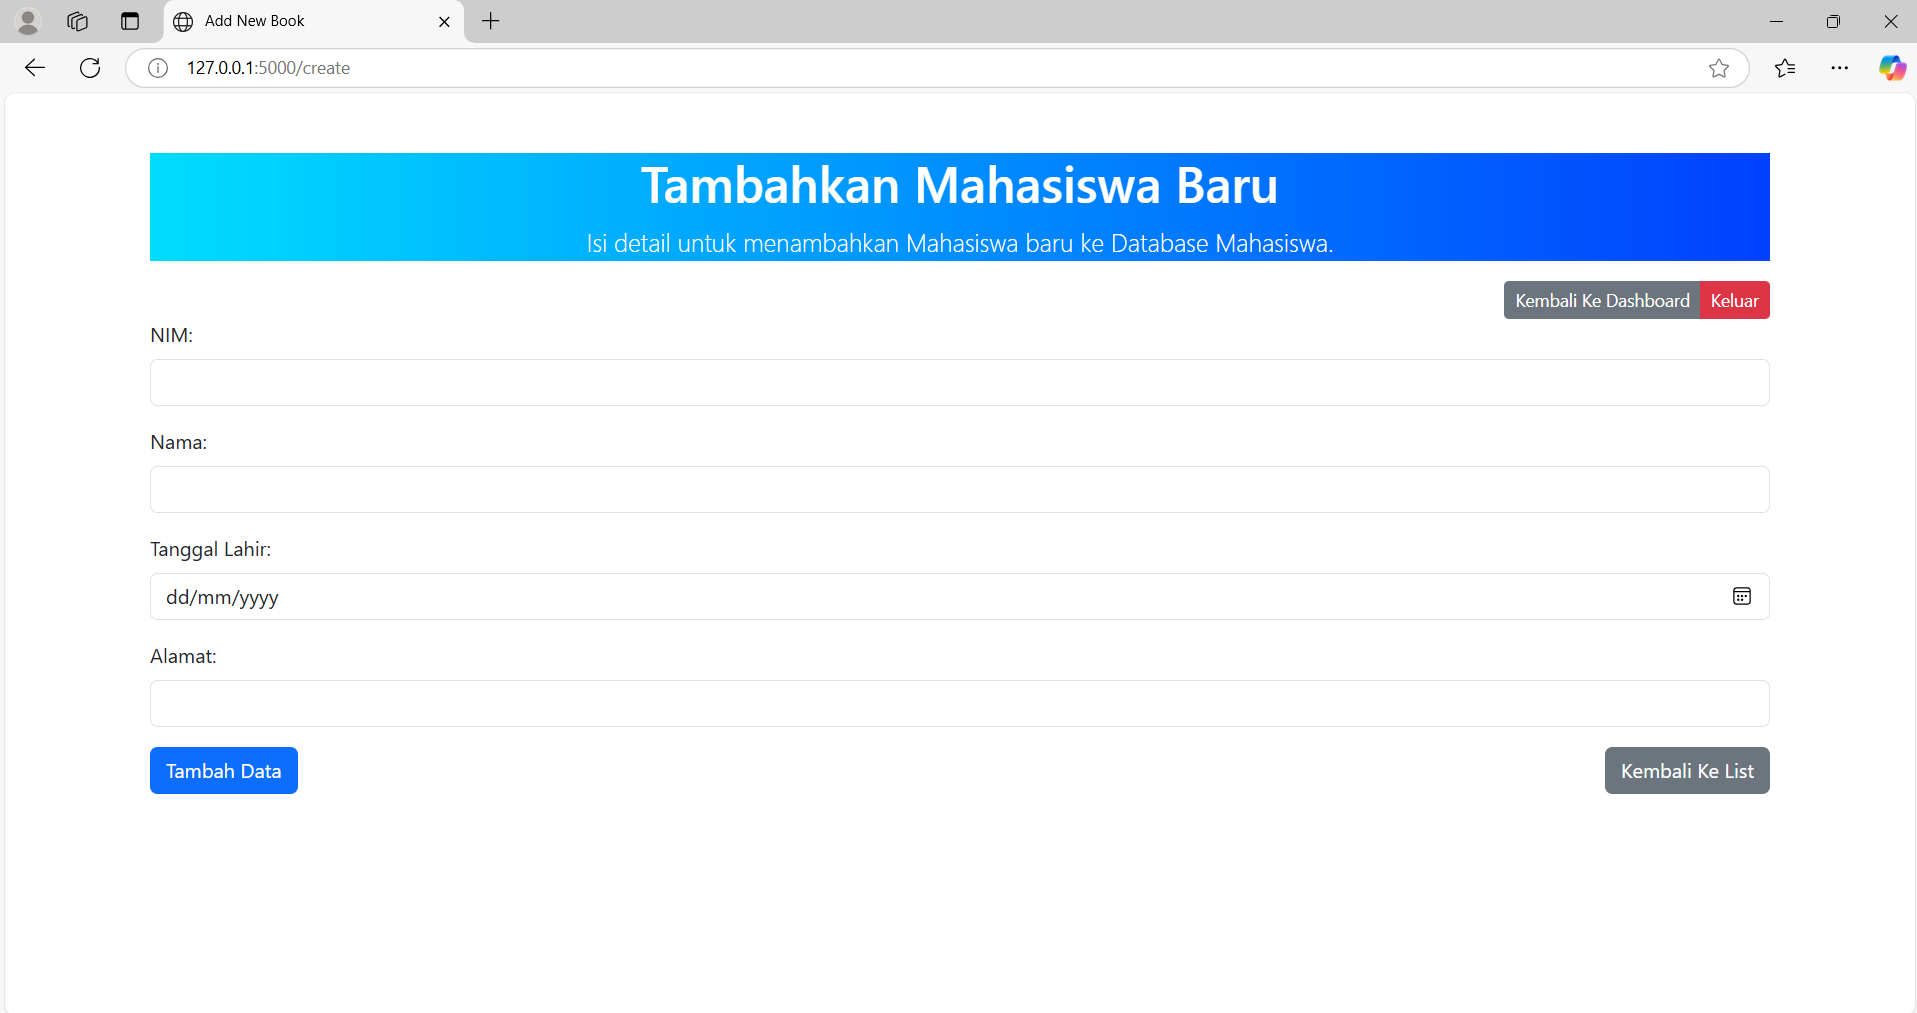 Add New Book
127.0.0.1:5000/create
Tambahkan Mahasiswa Baru
Isi detail untuk menambahkan Mahasiswa baru ke Database Mahasiswa.
Kembali Ke Dashboard Keluar
NIM:
Nama:
Tanggal Lahir:
dd/mm/yyyy
Alamat:
Tambah Data Kembali Ke List